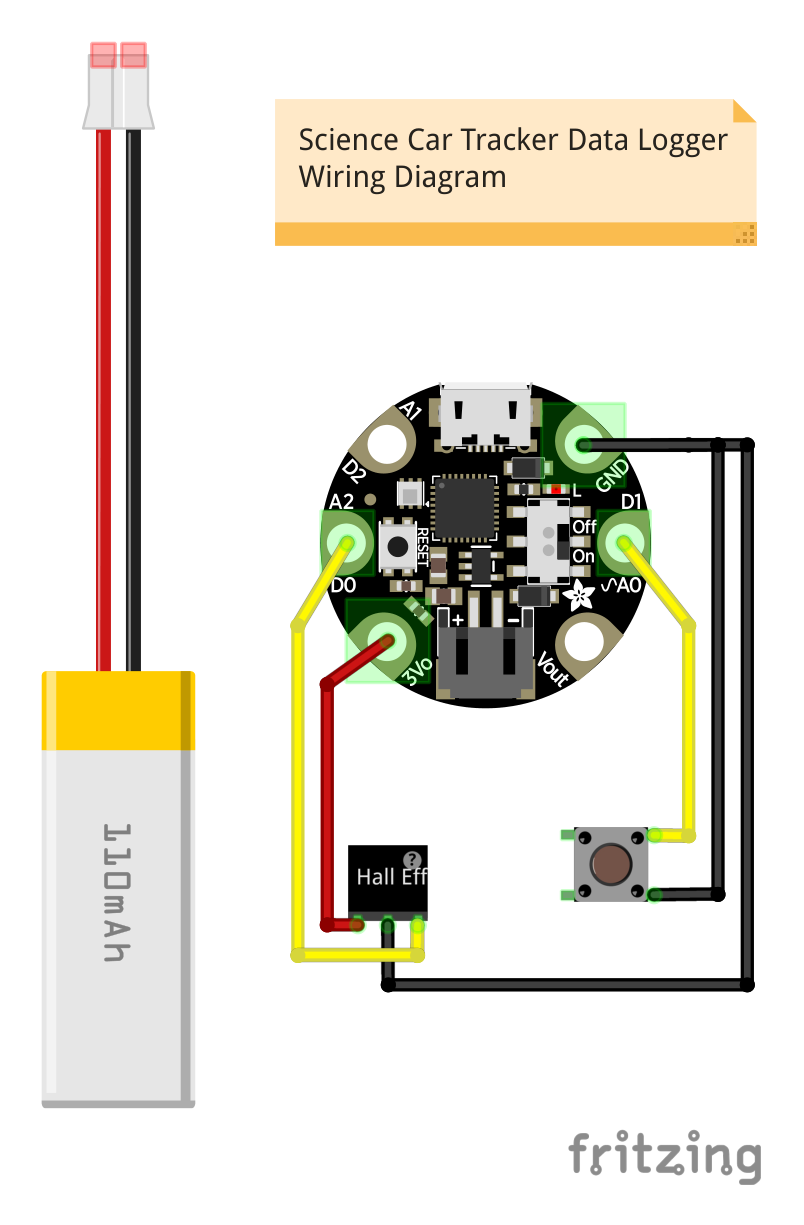 Science Car Tracker Data Logger
Wiring Diagram
A1
D2
GND
L
A2
D1
Off
RESET
On
D0
A0
+
-
3Vo
Vout
110mAh
?
Hall Eff
fritzing